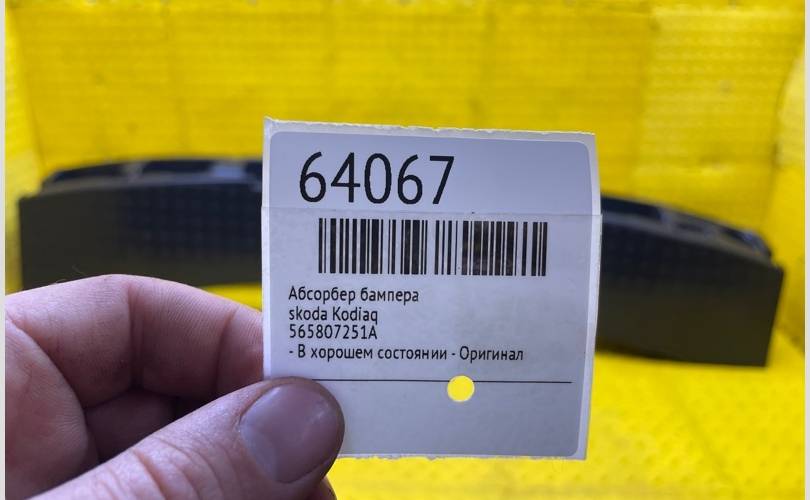 64067
Абсорбер бампера
skoda Kodiaq
565807251A
- В хорошем состоянии - Оригинал